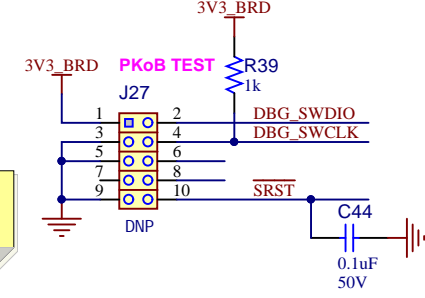 3V3_BRD
3V3_BRD
PKoB TEST
R39
1k
J27
1
2
DBG_SWDIO
3
4
DBG_SWCLK
5
6
7
8
9
10
SRST
DNP
C44
0.1uF
50V